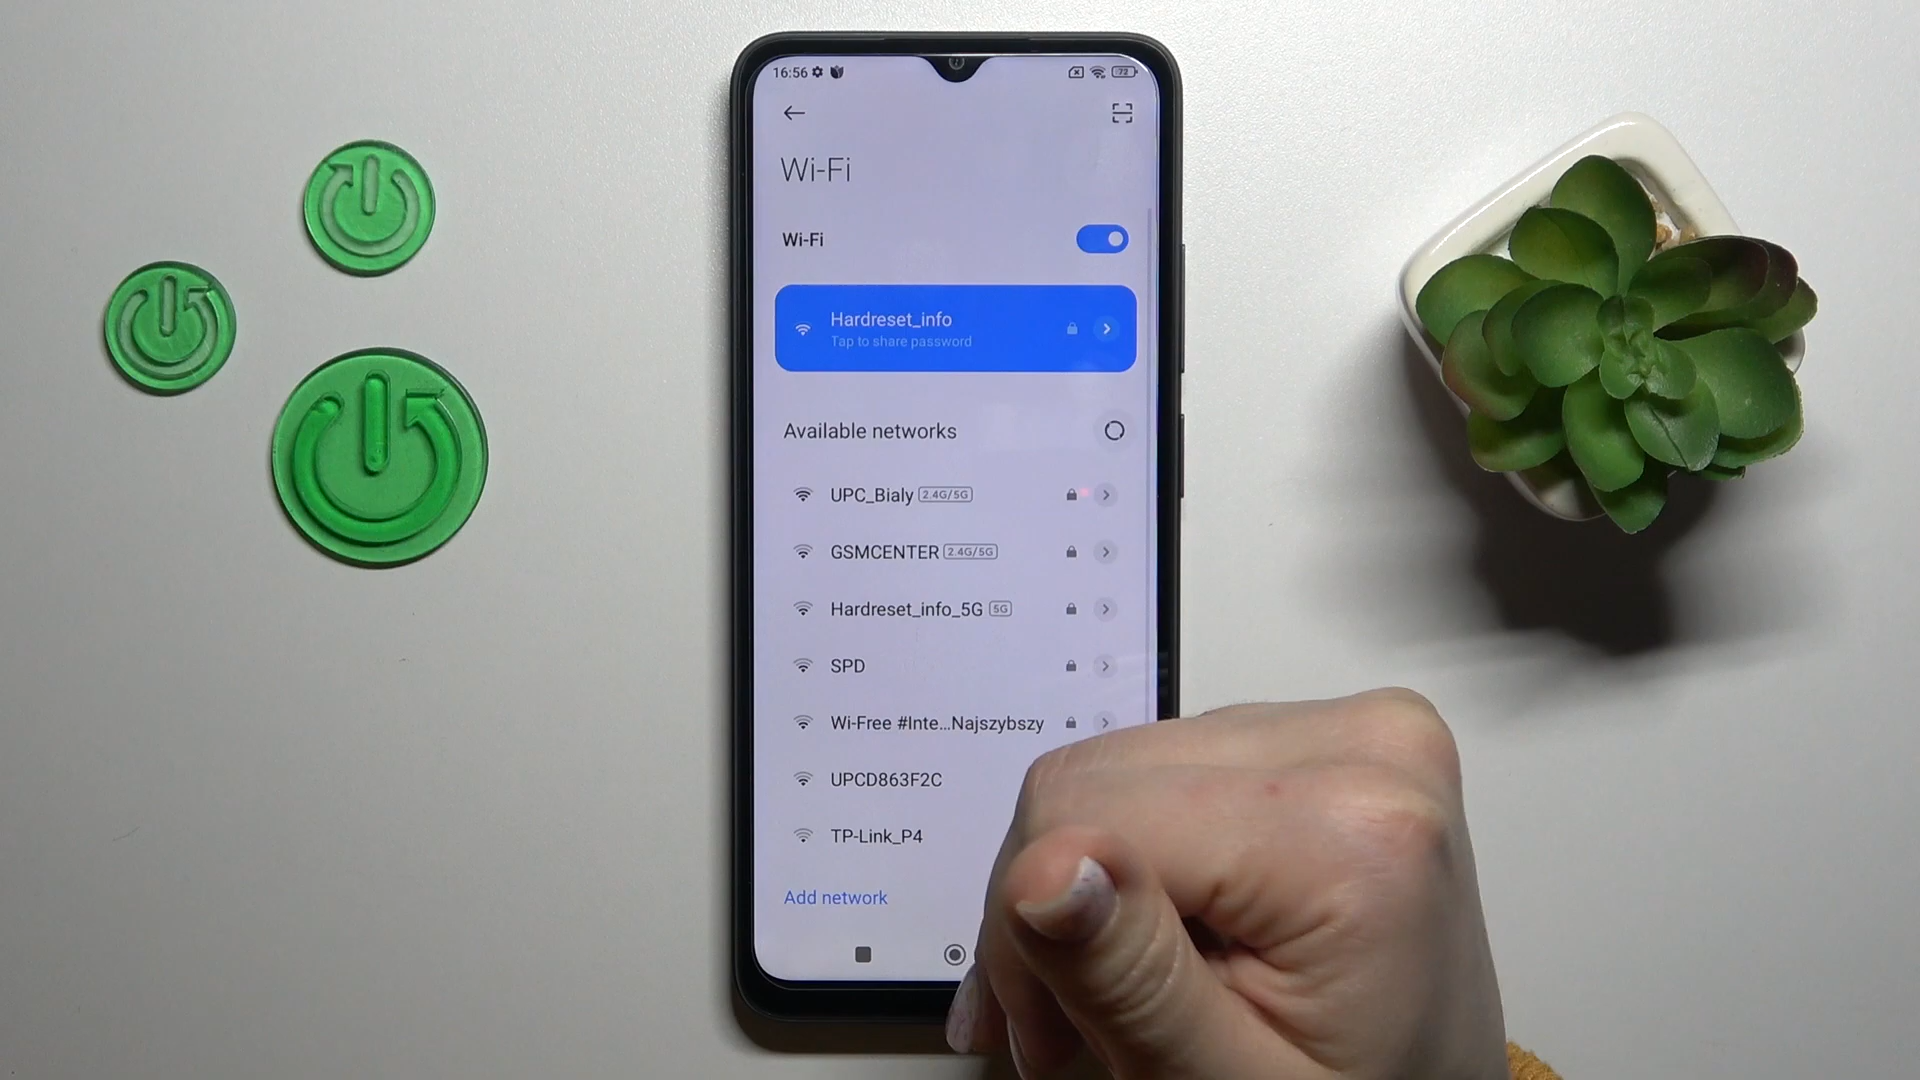 16:56
72
Wi-Fi
Wi-Fi
Hardreset_info
Tap to share password
Available networks
UPC_Bialy 2.4G/5G
GSMCENTER 2.4G/5G
Hardreset_info_5G 5G
SPD
Wi-Free #Inte...Najszybszy
UPCD863F2C
TP-Link_P4
Add network